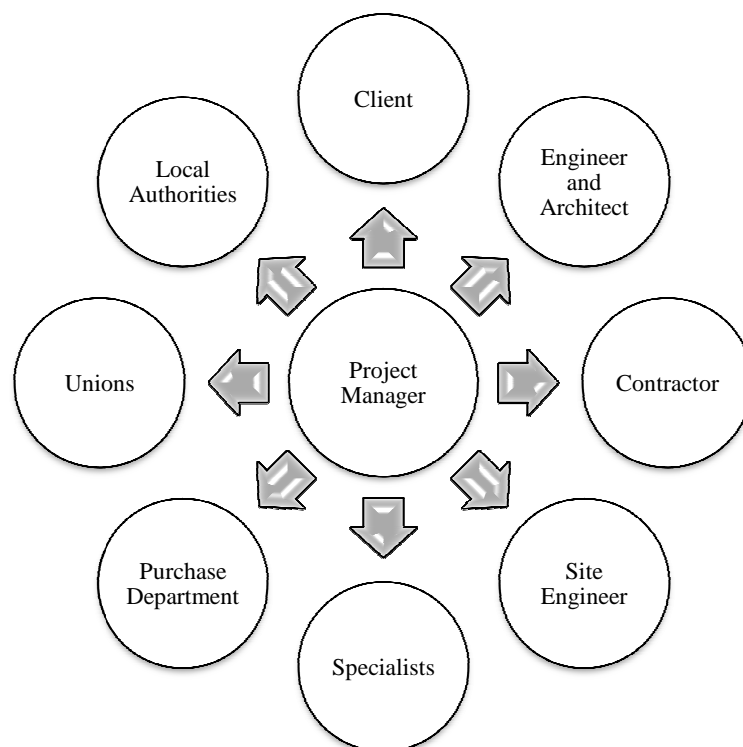 Client
Local
Authorities
Engineer
and
Architect
Unions
Project
Manager
Contractor
Purchase
Department
Site
Engineer
Specialists